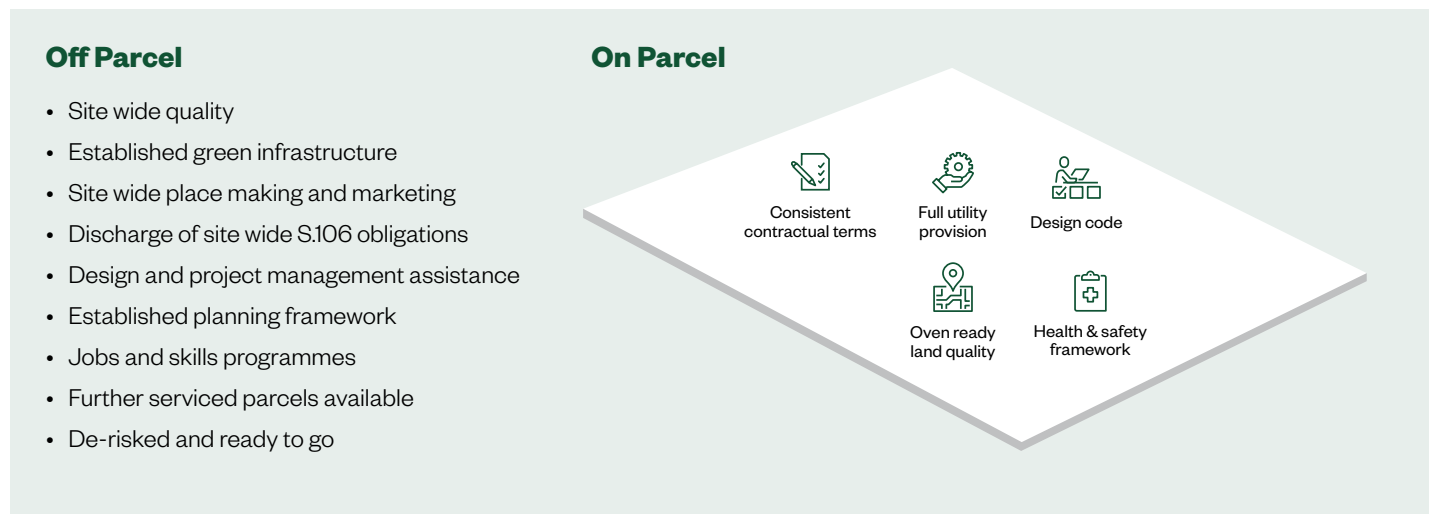 Off Parcel
• Site wide quality
• Established green infrastructure
• Site wide place making and marketing
• Discharge of site wide S.106 obligations
• Design and project management assistance
• Established planning framework
• Jobs and skills programmes
• Further serviced parcels available
• De-risked and ready to go
On Parcel
Consistent
contractual terms
Full utility
provision
Design code
Oven ready
land quality
Health & safety
framework